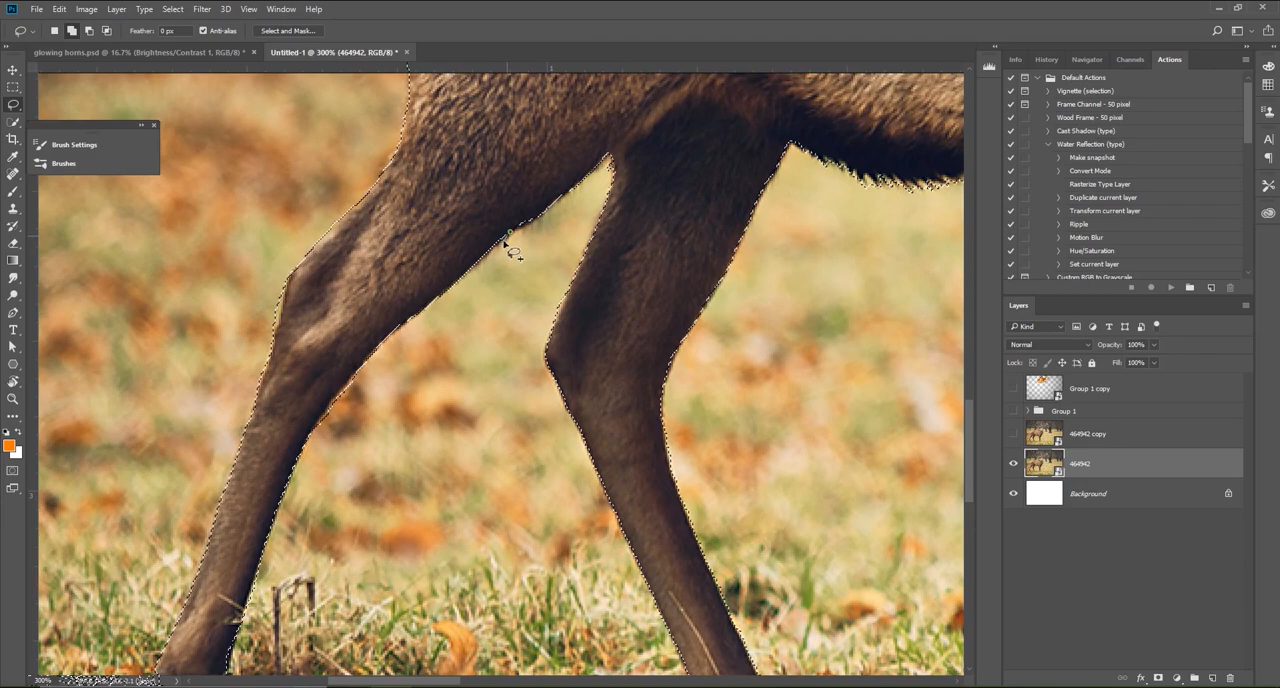 Ps File Edit Image Layer Type Select Filter 3D View Window Help
Feather: 0 px Anti-alias Select and Mask...
glowing horns.psd @ 16.7% (Brightness/Contrast 1, RGB/8) * × Untitled-1 @ 300% (464942, RGB/8) * ×
1
Brush Settings
Brushes
3
300%
Info History Navigator Channels Actions
Default Actions
Vignette (selection)
Frame Channel - 50 pixel
Wood Frame - 50 pixel
Cast Shadow (type)
Water Reflection (type)
Make snapshot
Convert Mode
Rasterize Type Layer
Duplicate current layer
Transform current layer
Ripple
Motion Blur
Hue/Saturation
Set current layer
Custom RGB to Grayscale
Layers
Kind
Normal Opacity: 100%
Lock: Fill: 100%
Group 1 copy
Group 1
464942 copy
464942
Background
fx